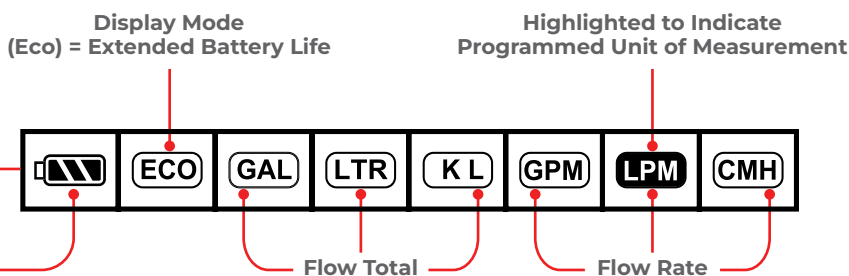 Display Mode
(Eco) = Extended Battery Life
Highlighted to Indicate
Programmed Unit of Measurement
ECO GAL LTR K L GPM LPM CMH
Flow Total
Flow Rate